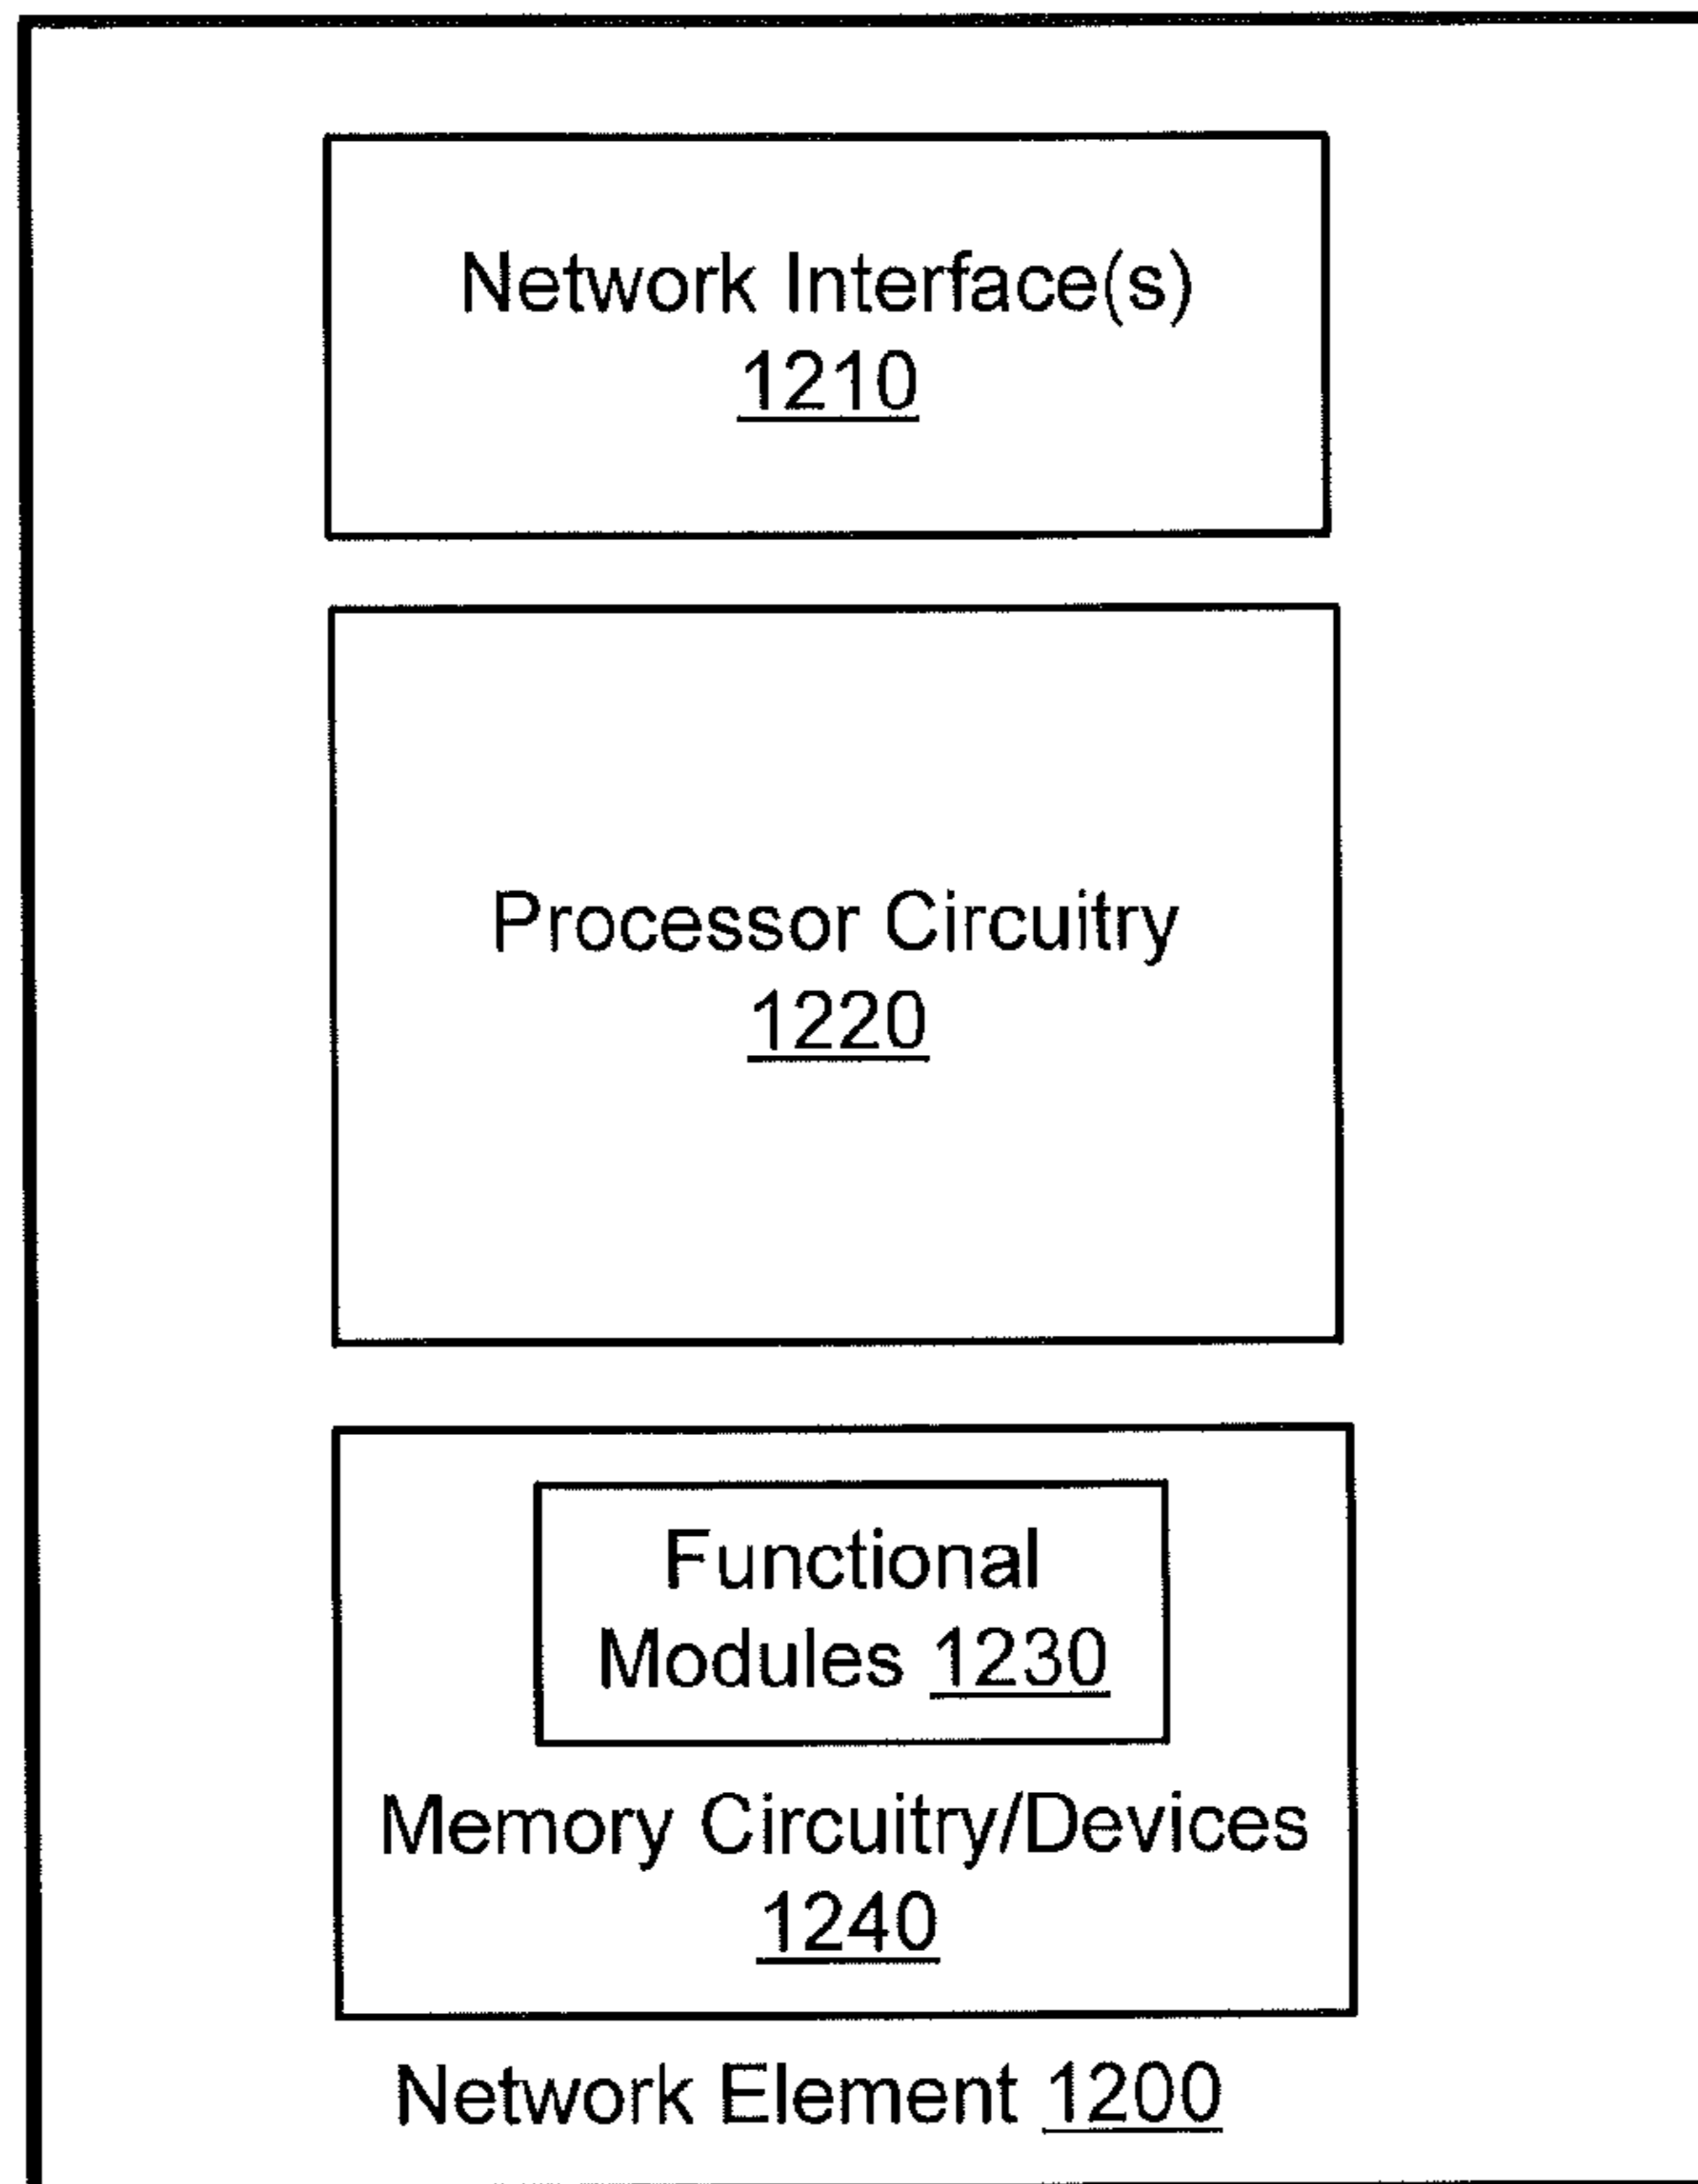 Network Interface(s)
1210
Processor Circuitry
1220
Functional
Modules 1230
Memory Circuitry/Devices
1240
Network Element 1200